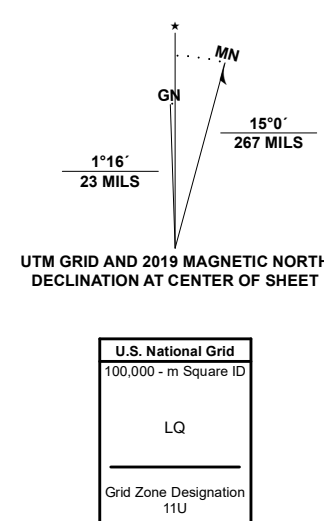 ★
MN
GN
15°0´
267 MILS
1°16´
23 MILS
UTM GRID AND 2019 MAGNETIC NORTH
DECLINATION AT CENTER OF SHEET
U.S. National Grid
100,000 - m Square ID
LQ
Grid Zone Designation
11U